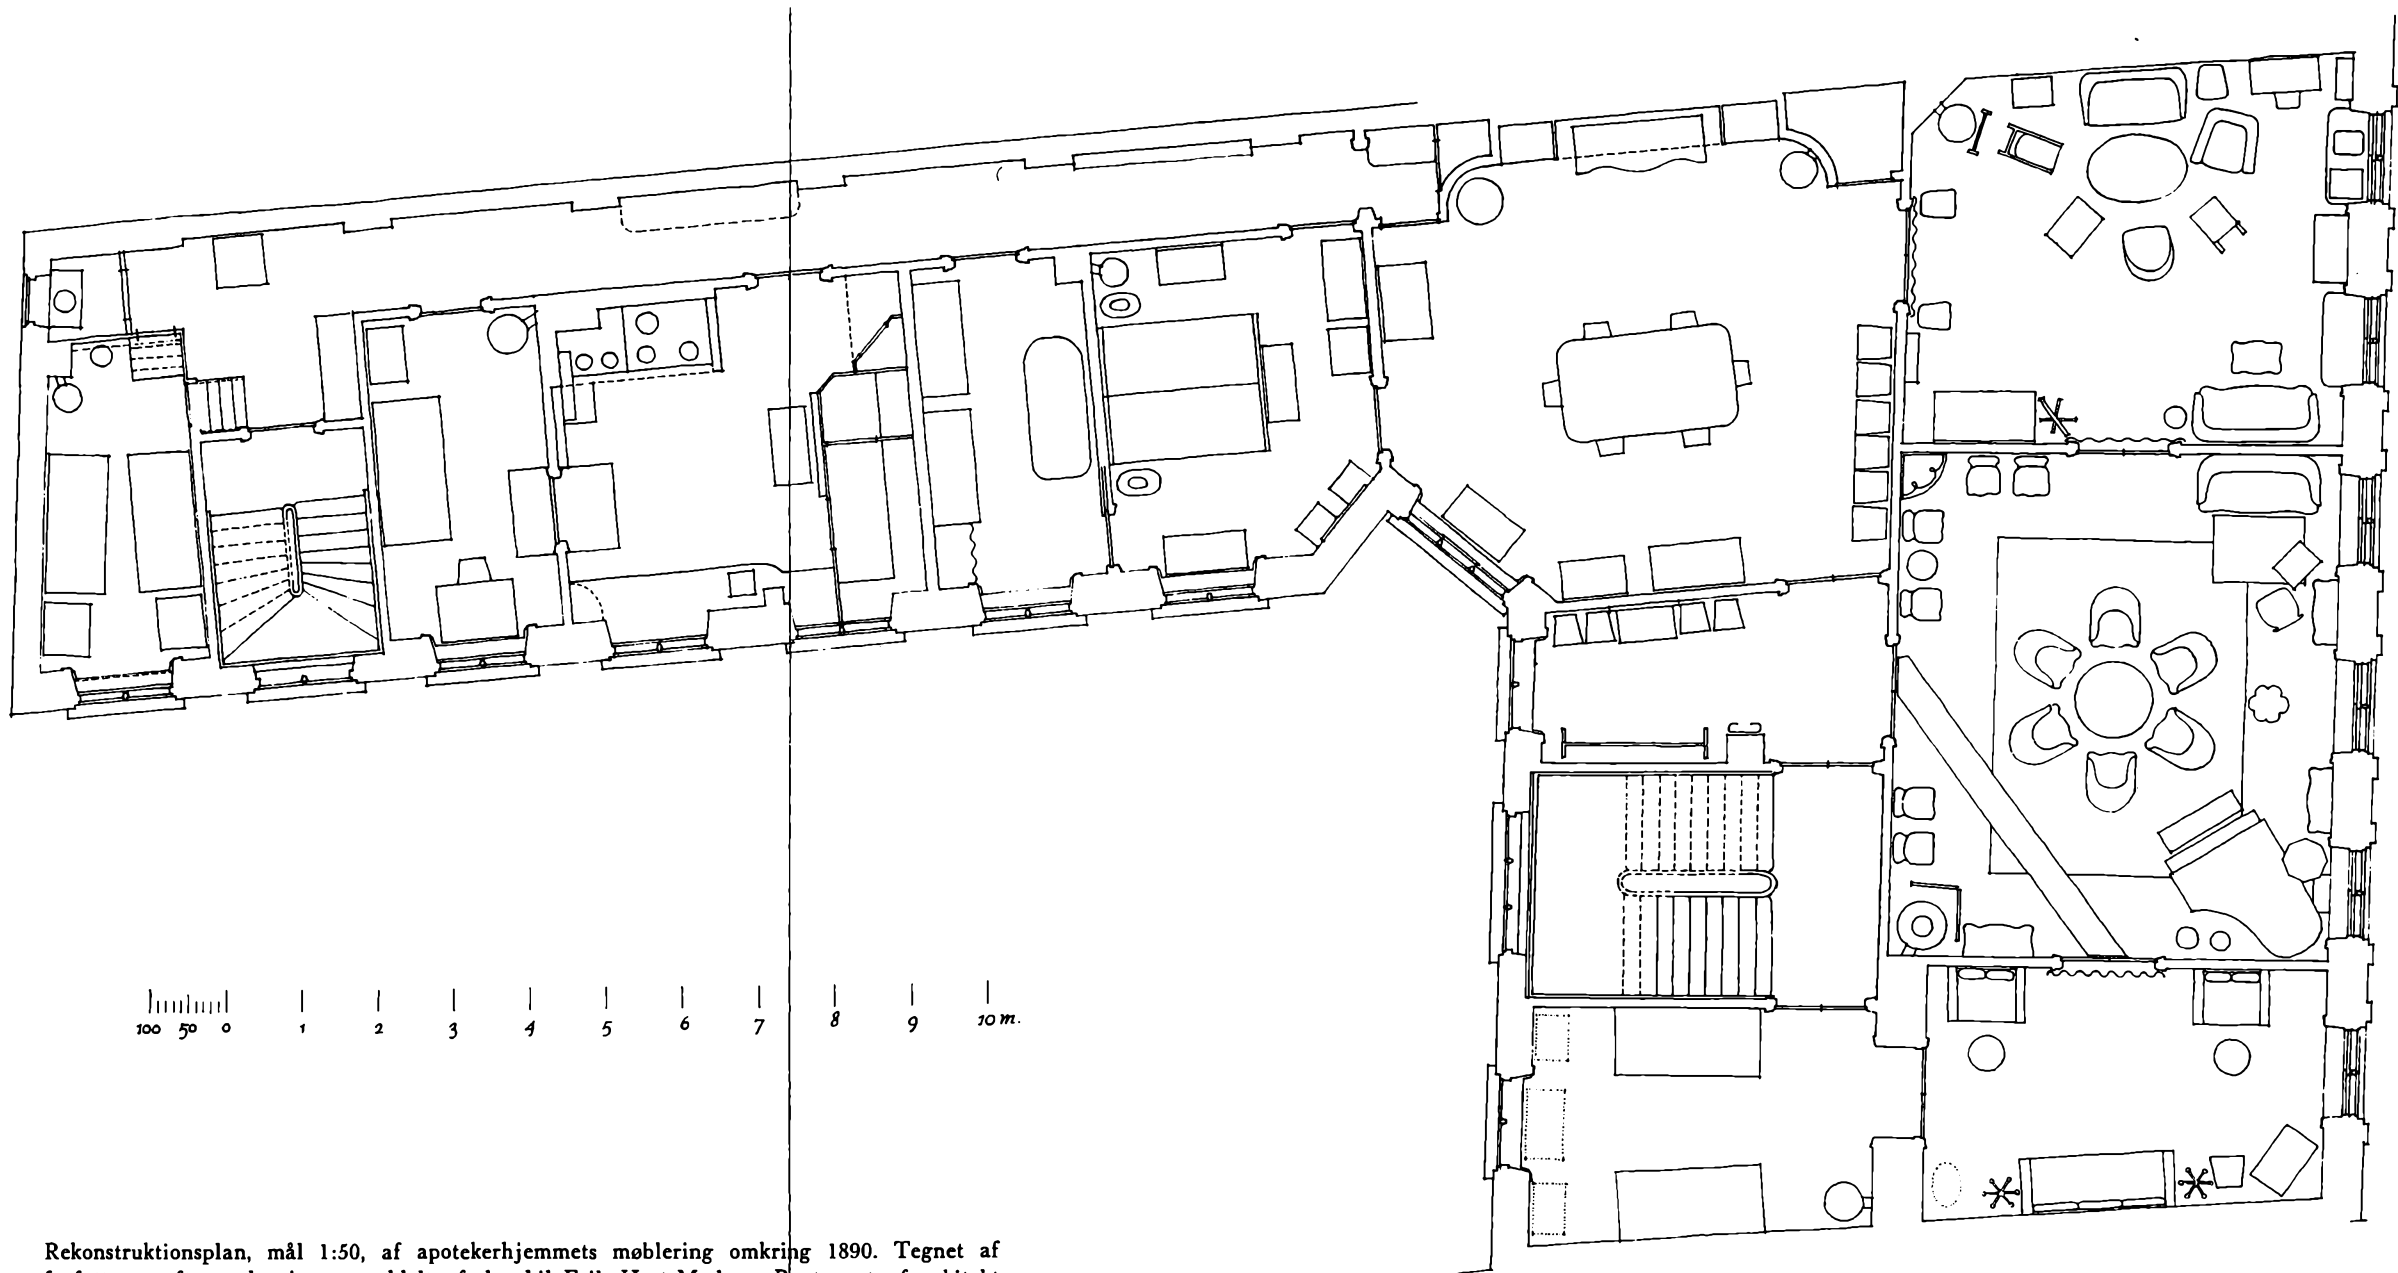 100 50 0 1 2 3 4 5 6 7 8 9 10 m.
Rekonstruktionsplan, mål 1:50, af apotekerhjemmets møblering omkring 1890. Tegnet af